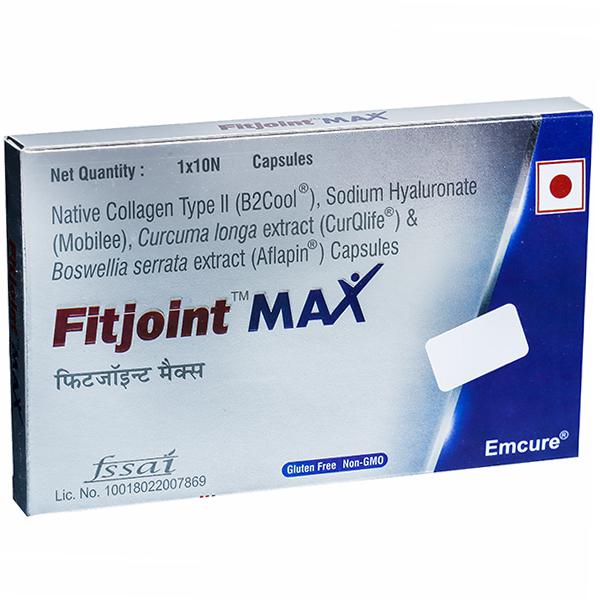 Fitjoint™ MAX
Net Quantity : 1x10N Capsules
Native Collagen Type II (B2Cool®), Sodium Hyaluronate
(Mobilee), Curcuma longa extract (CurQlife®) &
Boswellia serrata extract (Aflapin®) Capsules
Fitjoint™ MAX
फिटजॉइन्ट मैक्स
fssai
Lic. No. 10018022007869
Gluten Free Non-GMO
Emcure®